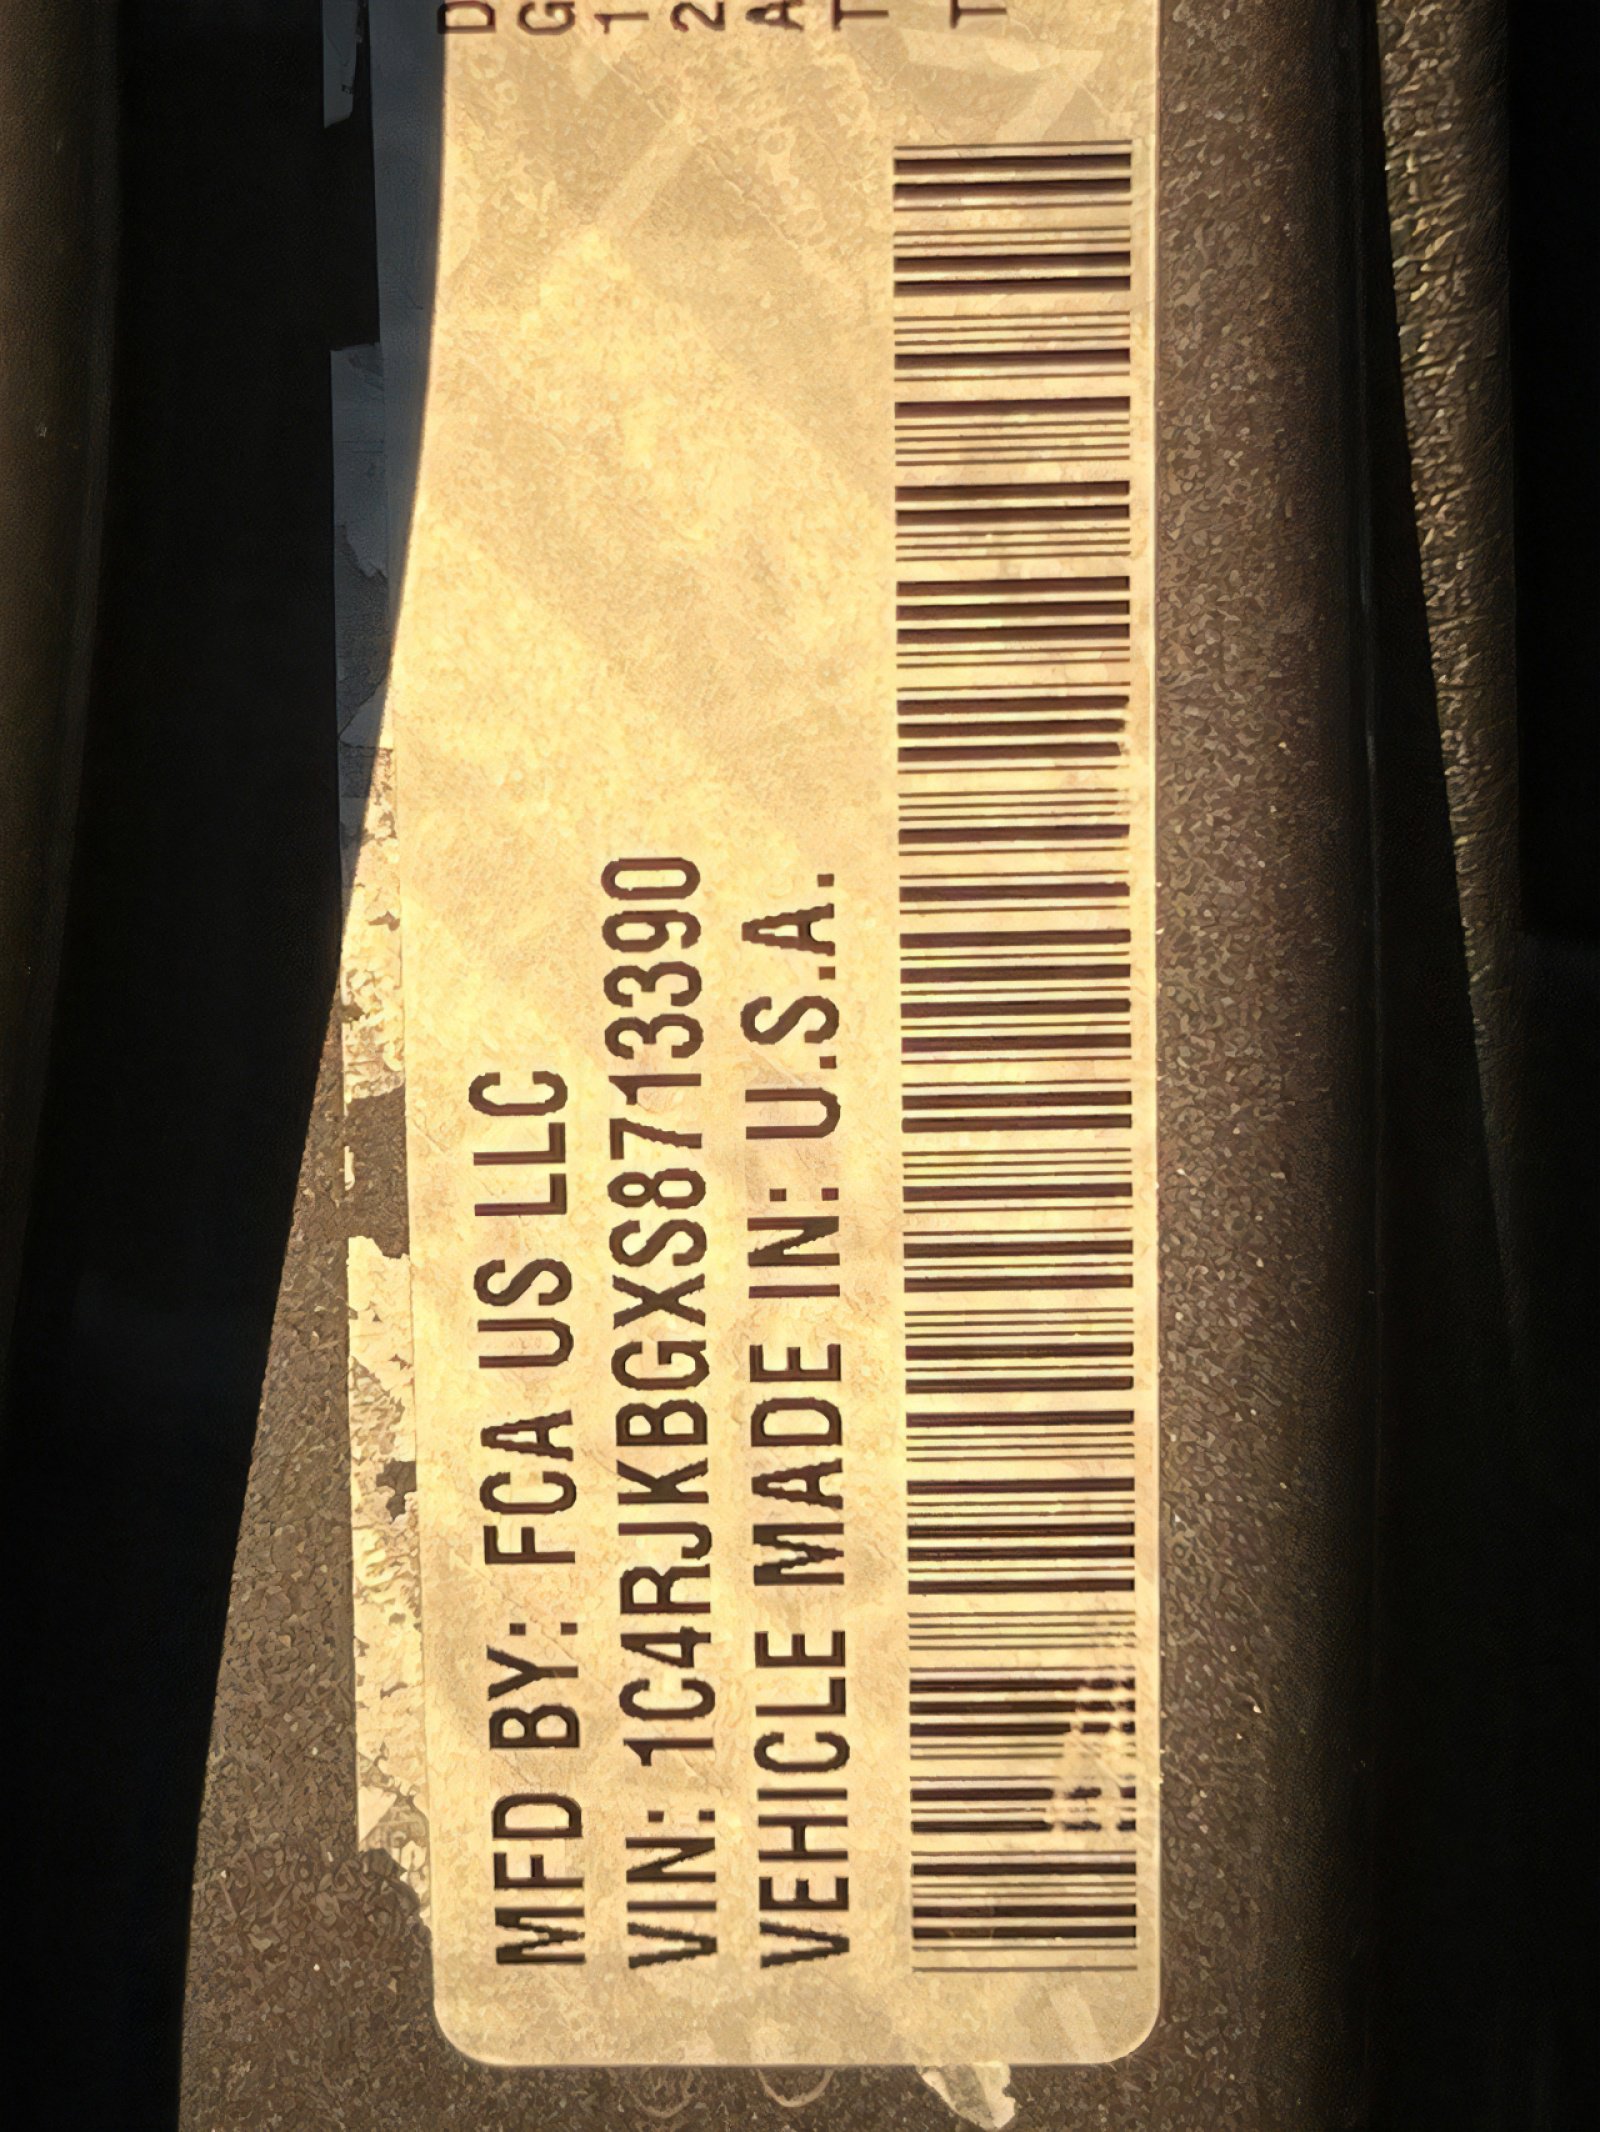 MFD BY: FCA US LLC
VIN: 1C4RJKBGXS8713390
VEHICLE MADE IN: U.S.A.